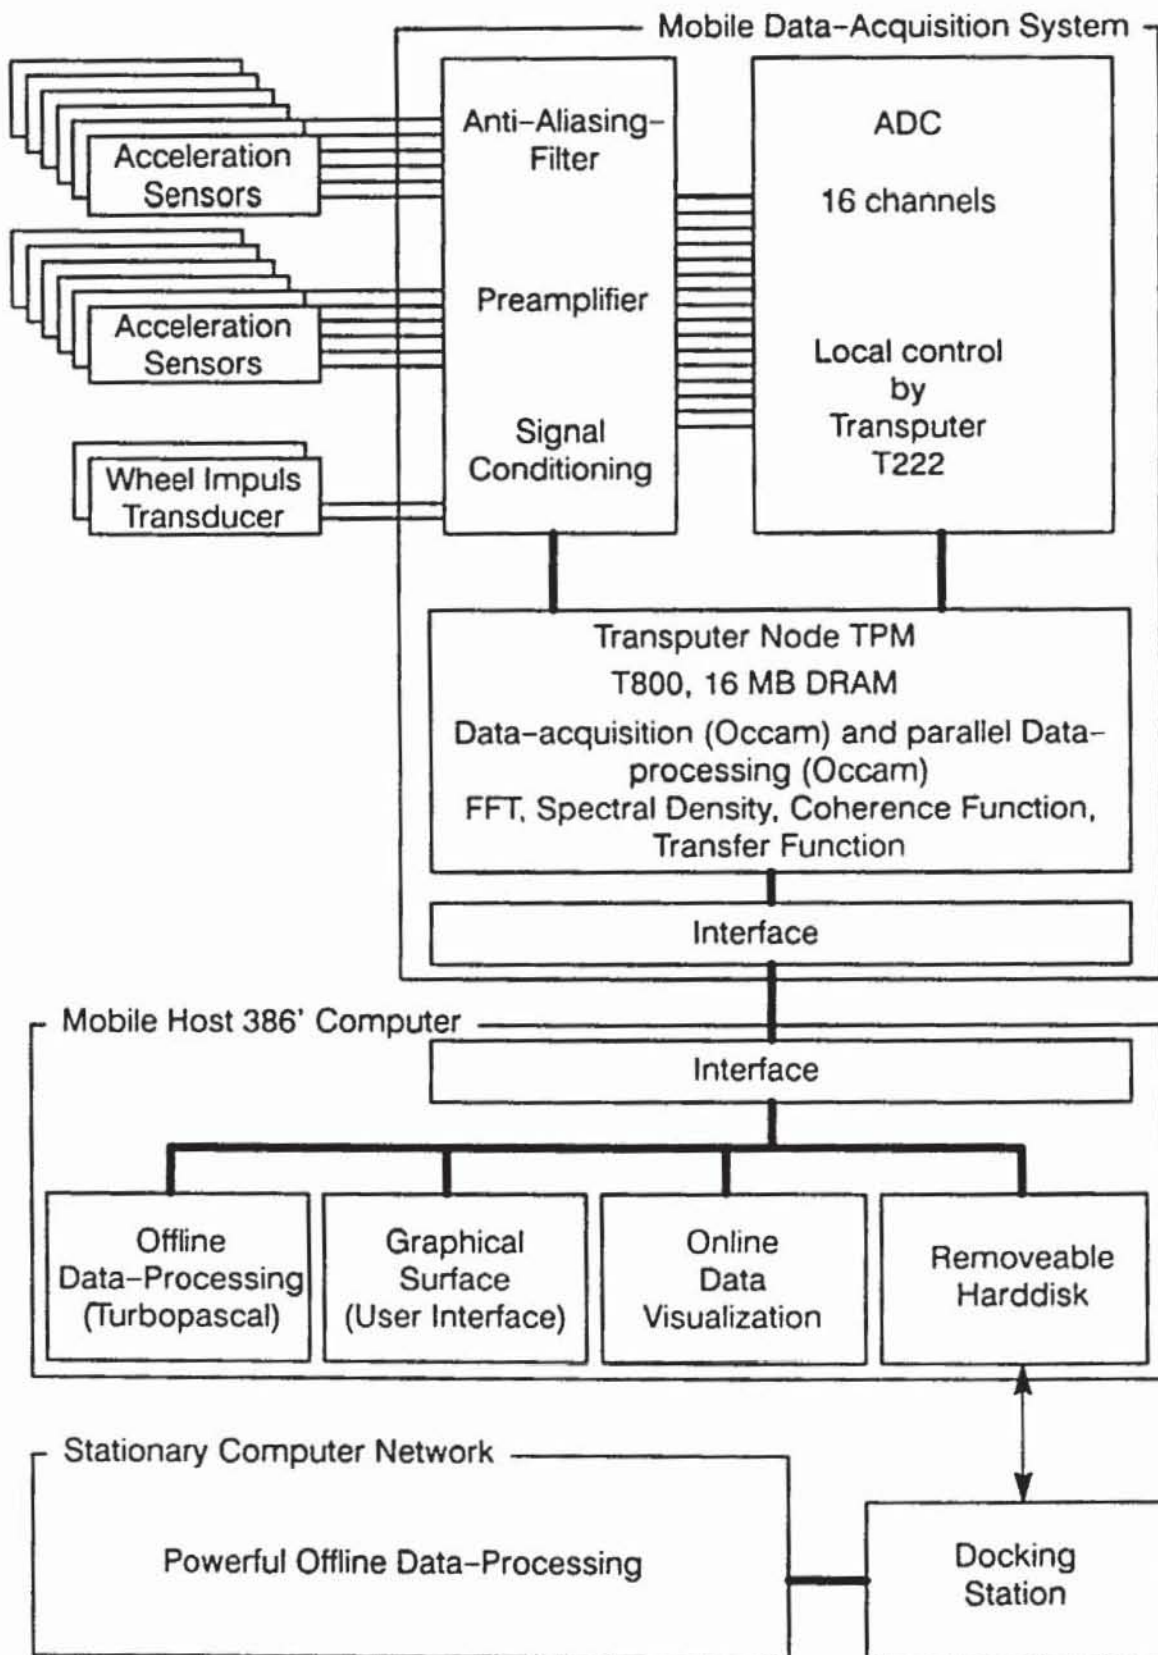 Mobile Data-Acquisition System
Acceleration
Sensors
Acceleration
Sensors
Wheel Impuls
Transducer
Anti-Aliasing-
Filter
Preamplifier
Signal
Conditioning
ADC
16 channels
Local control
by
Transputer
T222
Transputer Node TPM
T800, 16 MB DRAM
Data-acquisition (Occam) and parallel Data-
processing (Occam)
FFT, Spectral Density, Coherence Function,
Transfer Function
Interface
Mobile Host 386' Computer
Interface
Offline
Data-Processing
(Turbopascal)
Graphical
Surface
(User Interface)
Online
Data
Visualization
Removeable
Harddisk
Stationary Computer Network
Powerful Offline Data-Processing
Docking
Station